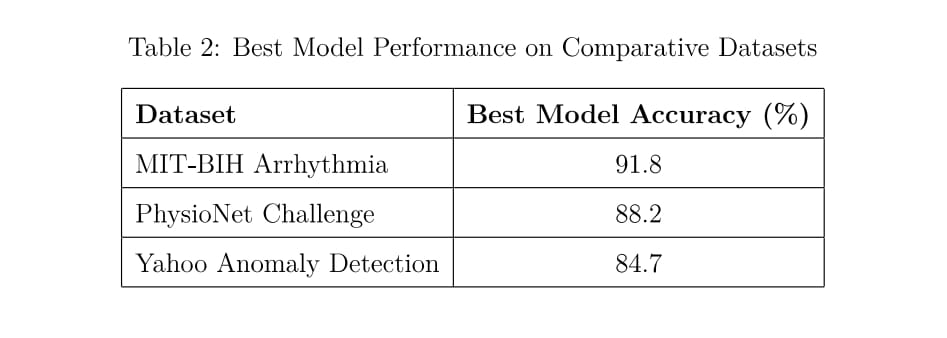 Table 2: Best Model Performance on Comparative Datasets
Dataset Best Model Accuracy (%)
MIT-BIH Arrhythmia 91.8
PhysioNet Challenge 88.2
Yahoo Anomaly Detection 84.7